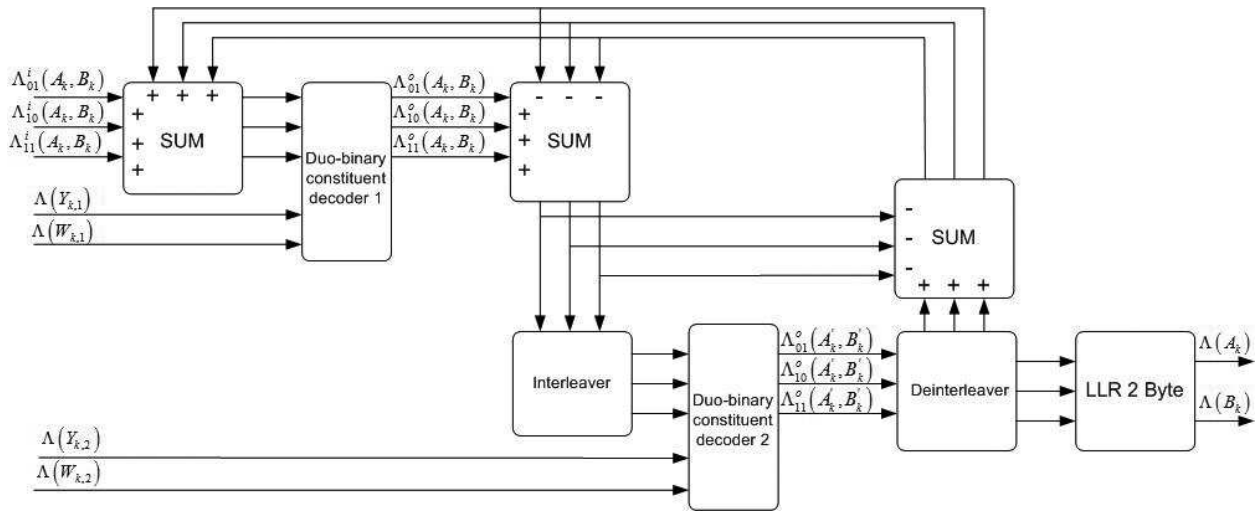 Λ^i_01(A_k, B_k)
Λ^i_10(A_k, B_k)
Λ^i_11(A_k, B_k)
+ + +
+
+
+
SUM
Λ(Y_k,1)
Λ(W_k,1)
Duo-binary
constituent
decoder 1
Λ^o_01(A_k, B_k)
Λ^o_10(A_k, B_k)
Λ^o_11(A_k, B_k)
- - -
+
+
+
SUM
-
-
-
SUM
+ + +
Interleaver
Λ(Y_k,2)
Λ(W_k,2)
Duo-binary
constituent
decoder 2
Λ^o_01(A'_k, B'_k)
Λ^o_10(A'_k, B'_k)
Λ^o_11(A'_k, B'_k)
Deinterleaver
LLR 2 Byte
Λ(A_k)
Λ(B_k)